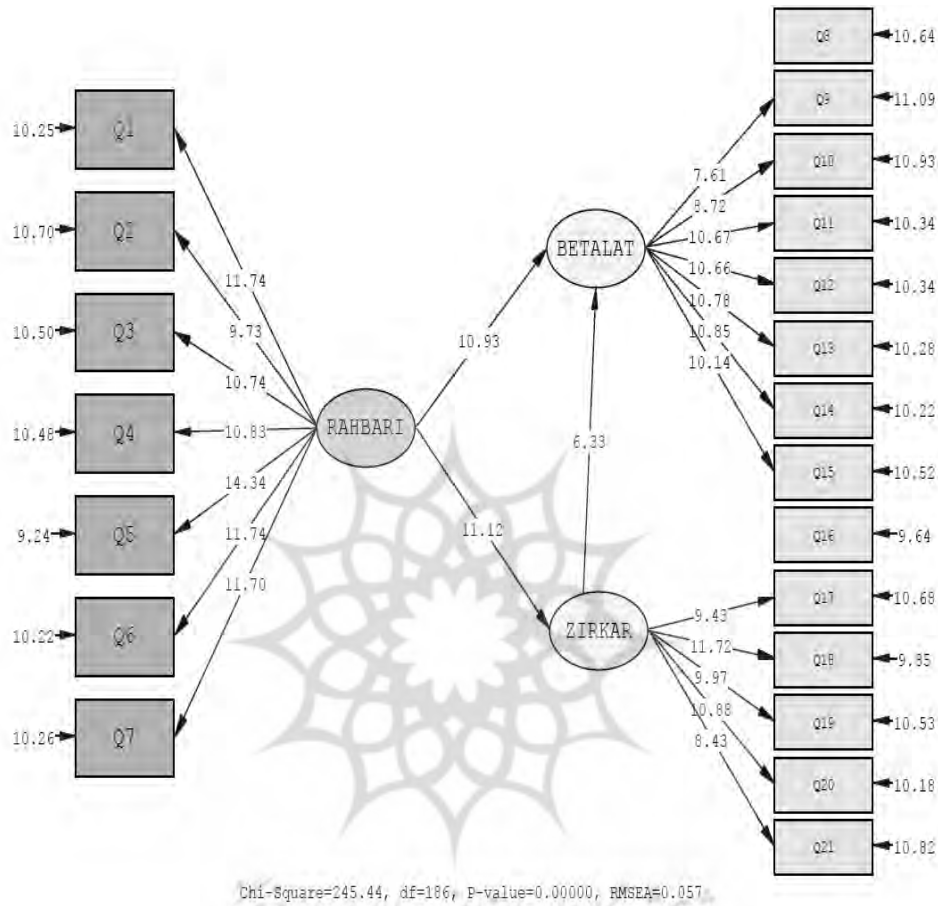 10.25 Q1
10.70 Q2
10.50 Q3
10.48 Q4
9.24 Q5
10.22 Q6
10.26 Q7
11.74
9.73
10.74
10.83
14.34
11.74
11.70
RAHBARI
10.93
11.12
BETALAT
6.33
ZIRKAR
7.61
8.72
10.67
10.66
10.78
10.85
10.14
9.43
11.72
9.97
10.88
8.43
Q8 10.64
Q9 11.09
Q10 10.93
Q11 10.34
Q12 10.34
Q13 10.28
Q14 10.22
Q15 10.52
Q16 9.64
Q17 10.68
Q18 9.85
Q19 10.53
Q20 10.18
Q21 10.82
Chi-Square=245.44, df=186, P-value=0.00000, RMSEA=0.057